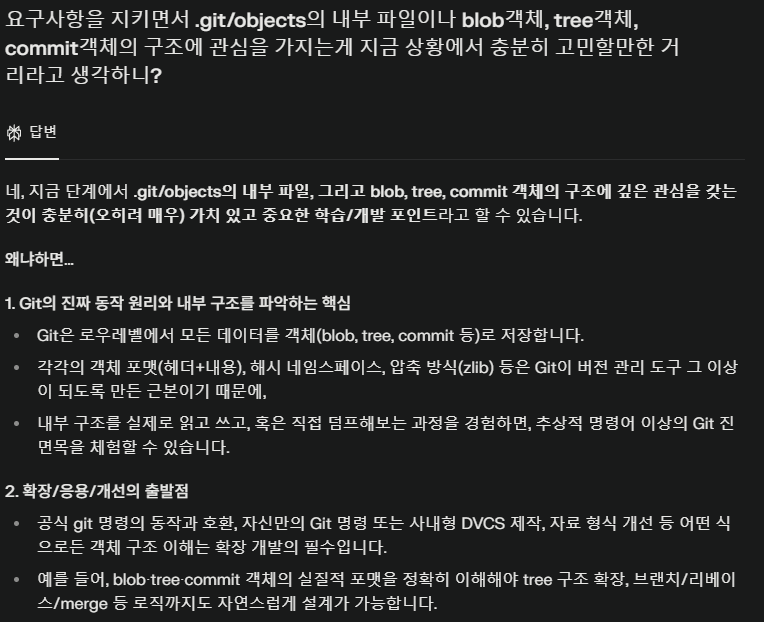 요구사항을 지키면서 .git/objects의 내부 파일이나 blob객체, tree객체,
commit객체의 구조에 관심을 가지는게 지금 상황에서 충분히 고민할만한 거
리라고 생각하니?
답변
네, 지금 단계에서 .git/objects의 내부 파일, 그리고 blob, tree, commit 객체의 구조에 깊은 관심을 갖는
것이 충분히(오히려 매우) 가치 있고 중요한 학습/개발 포인트라고 할 수 있습니다.
왜냐하면...
1. Git의 진짜 동작 원리와 내부 구조를 파악하는 핵심
• Git은 로우레벨에서 모든 데이터를 객체(blob, tree, commit 등)로 저장합니다.
• 각각의 객체 포맷(헤더+내용), 해시 네임스페이스, 압축 방식(zlib) 등은 Git이 버전 관리 도구 그 이상
이 되도록 만든 근본이기 때문에,
• 내부 구조를 실제로 읽고 쓰고, 혹은 직접 덤프해보는 과정을 경험하면, 추상적 명령어 이상의 Git 진
면목을 체험할 수 있습니다.
2. 확장/응용/개선의 출발점
• 공식 git 명령의 동작과 호환, 자신만의 Git 명령 또는 사내형 DVCS 제작, 자료 형식 개선 등 어떤 식
으로든 객체 구조 이해는 확장 개발의 필수입니다.
• 예를 들어, blob·tree·commit 객체의 실질적 포맷을 정확히 이해해야 tree 구조 확장, 브랜치/리베이
스/merge 등 로직까지도 자연스럽게 설계가 가능합니다.